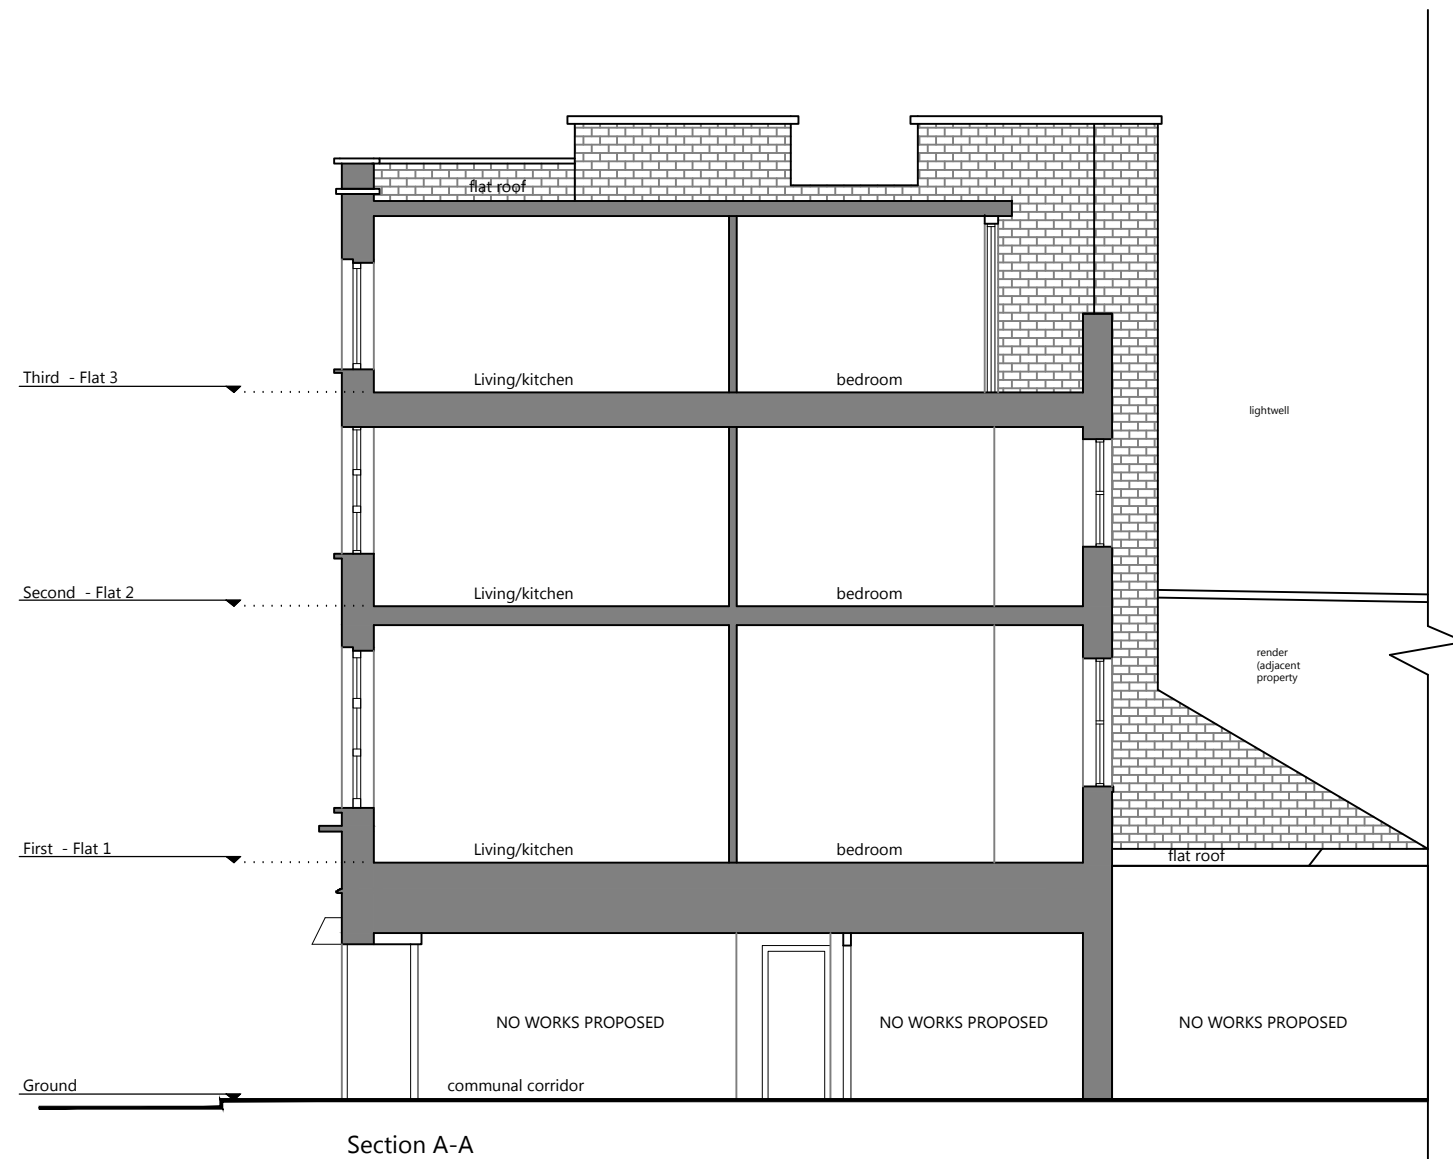 flat roof
Third - Flat 3
Living/kitchen
bedroom
lightwell
Second - Flat 2
Living/kitchen
bedroom
render
(adjacent
property
First - Flat 1
Living/kitchen
bedroom
flat roof
NO WORKS PROPOSED
NO WORKS PROPOSED
NO WORKS PROPOSED
Ground
communal corridor
Section A-A